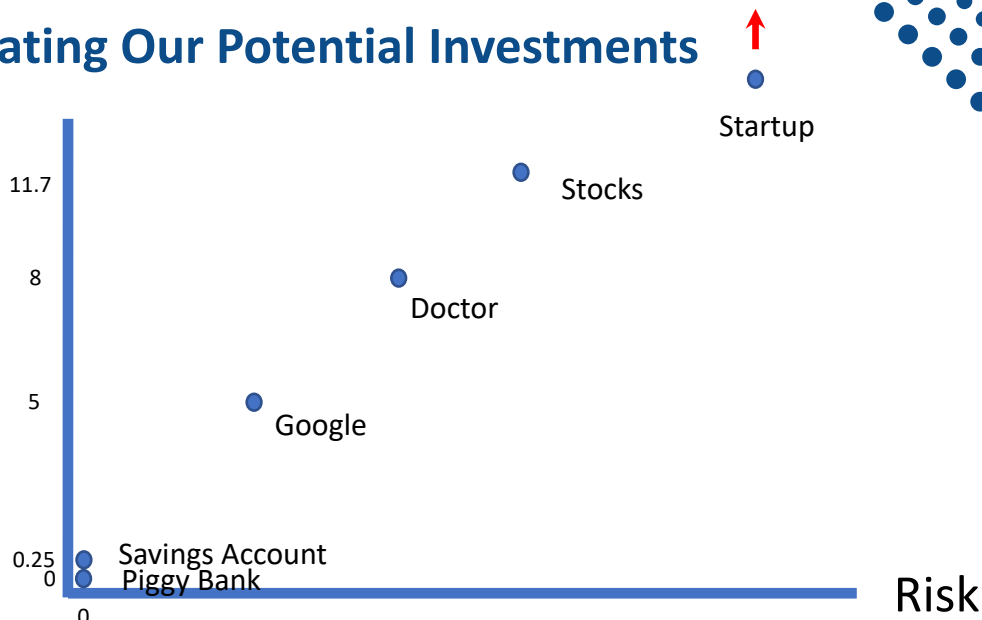 ating Our Potential Investments
Startup
11.7
Stocks
8
Doctor
5
Google
0.25
Savings Account
0
Piggy Bank
Risk
0